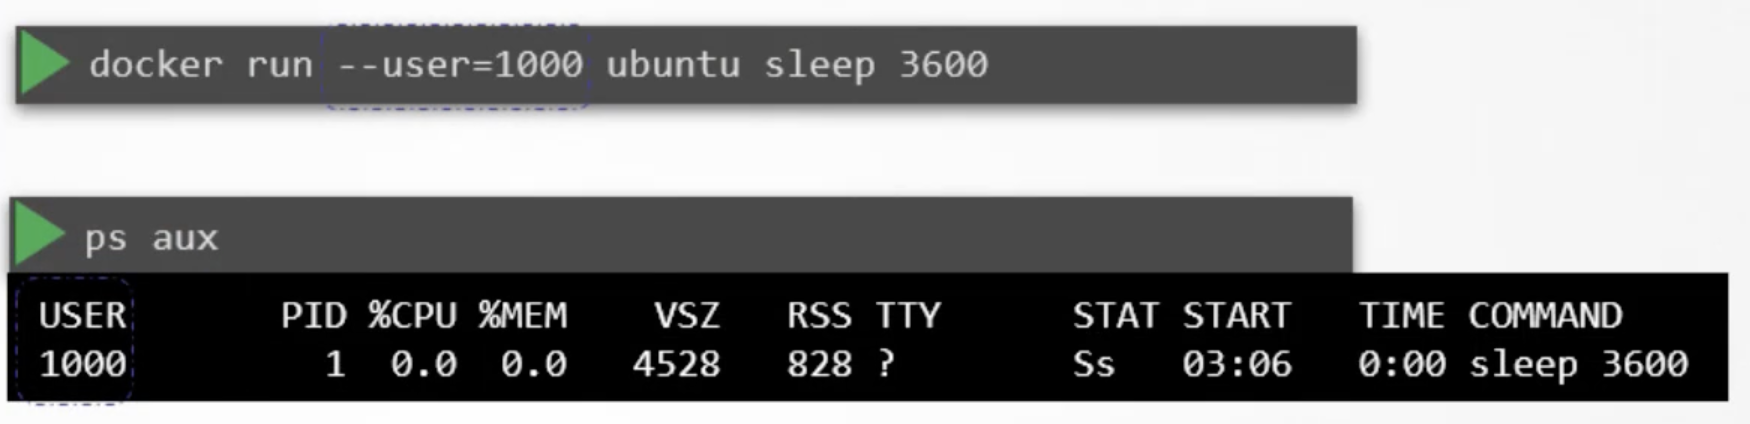 docker run --user=1000 ubuntu sleep 3600
ps aux
USER PID %CPU %MEM VSZ RSS TTY STAT START TIME COMMAND
1000 1 0.0 0.0 4528 828 ? Ss 03:06 0:00 sleep 3600